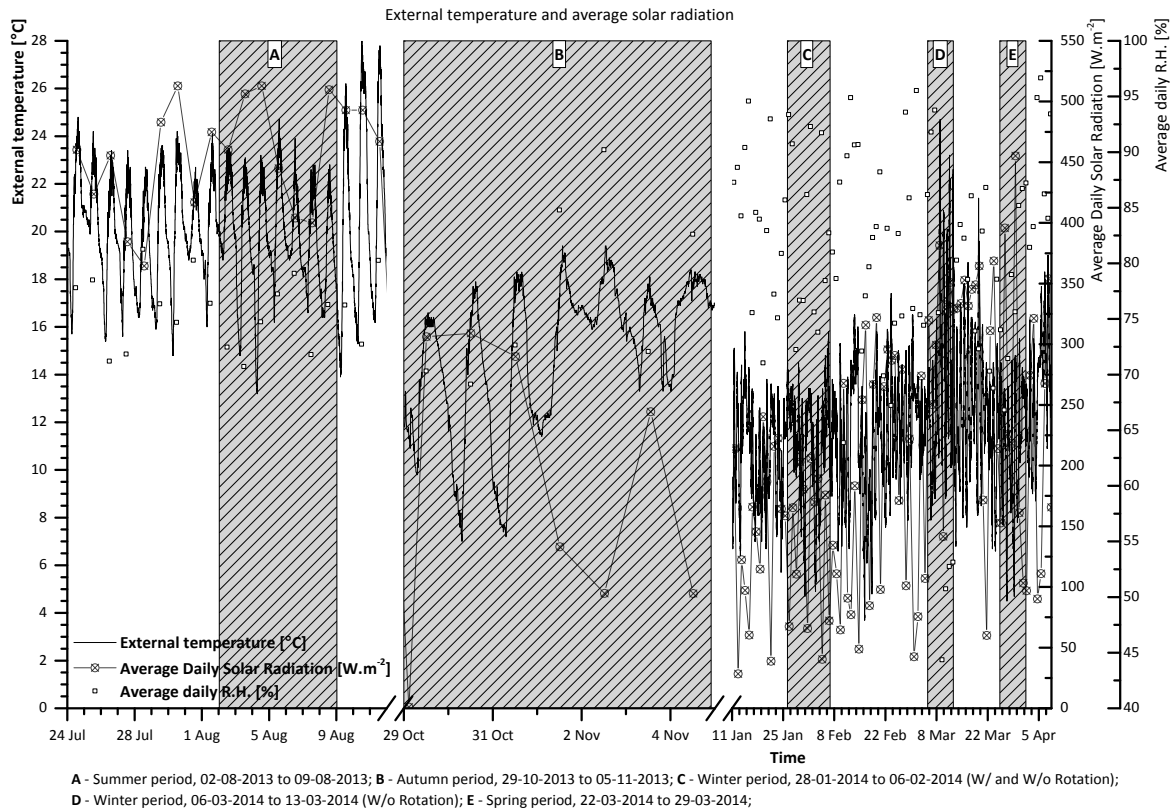 External temperature and average solar radiation
External temperature [°C]
28
26
24
22
20
18
16
14
12
10
8
6
4
2
0
A
B
C
D
E
550
500
450
400
350
300
250
200
150
100
50
0
Average Daily Solar Radiation [W.m-2]
100
95
90
85
80
75
70
65
60
55
50
45
40
Average daily R.H. [%]
External temperature [°C]
Average Daily Solar Radiation [W.m-2]
Average daily R.H. [%]
24 Jul 28 Jul 1 Aug 5 Aug 9 Aug 29 Oct 31 Oct 2 Nov 4 Nov 11 Jan 25 Jan 8 Feb 22 Feb 8 Mar 22 Mar 5 Apr
Time
A - Summer period, 02-08-2013 to 09-08-2013; B - Autumn period, 29-10-2013 to 05-11-2013; C - Winter period, 28-01-2014 to 06-02-2014 (W/ and W/o Rotation);
D - Winter period, 06-03-2014 to 13-03-2014 (W/o Rotation); E - Spring period, 22-03-2014 to 29-03-2014;